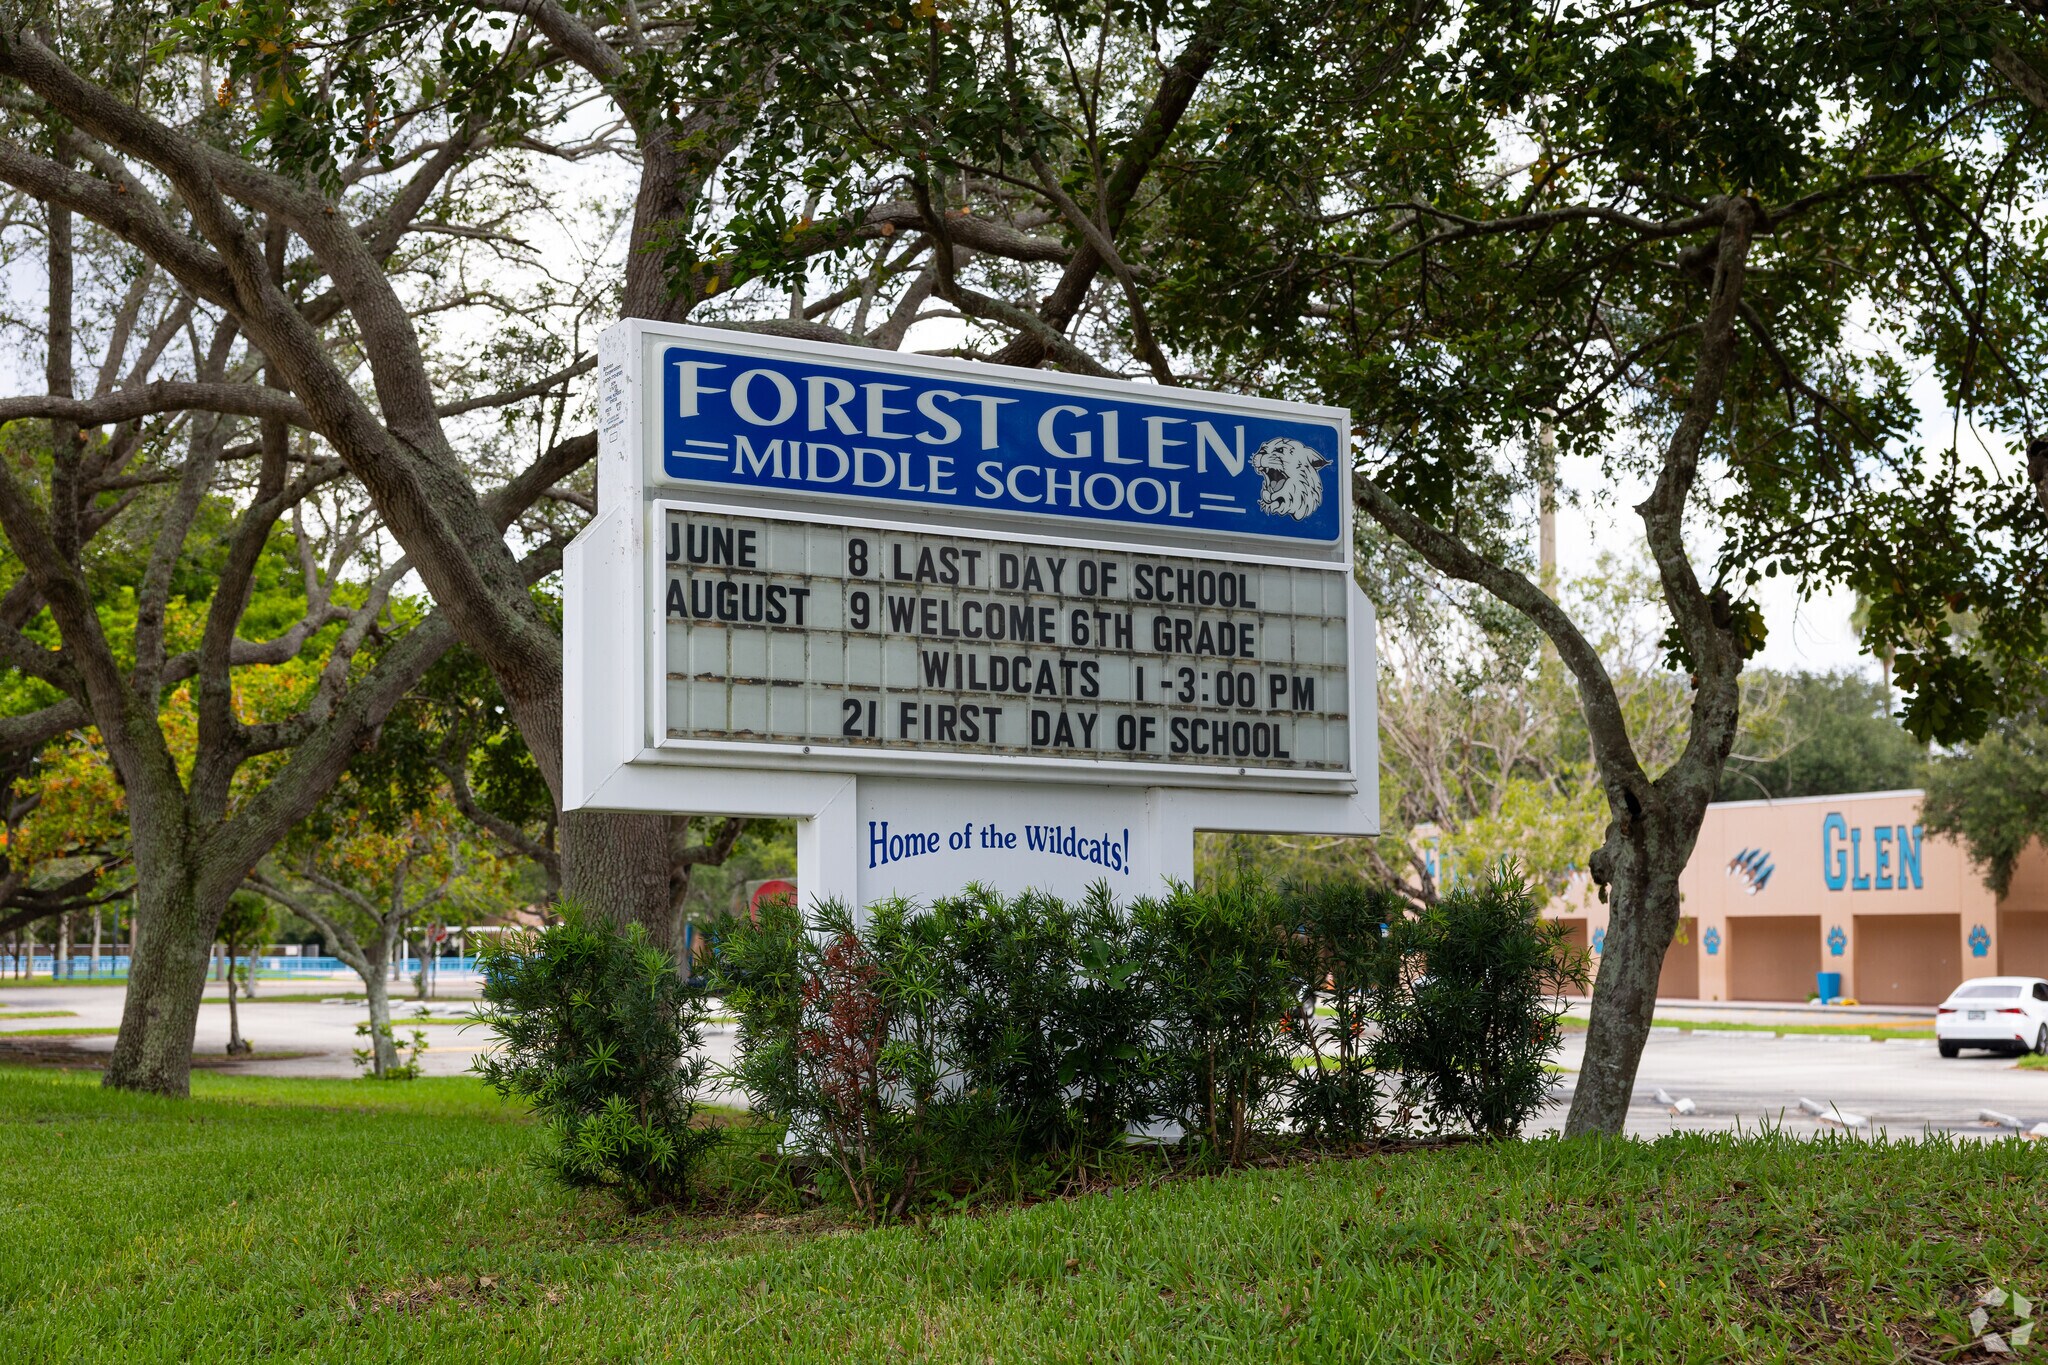 FOREST GLEN
MIDDLE SCHOOL
JUNE 8 LAST DAY OF SCHOOL
AUGUST 9 WELCOME 6TH GRADE
WILDCATS 1-3:00 PM
21 FIRST DAY OF SCHOOL
Home of the Wildcats!
GLEN